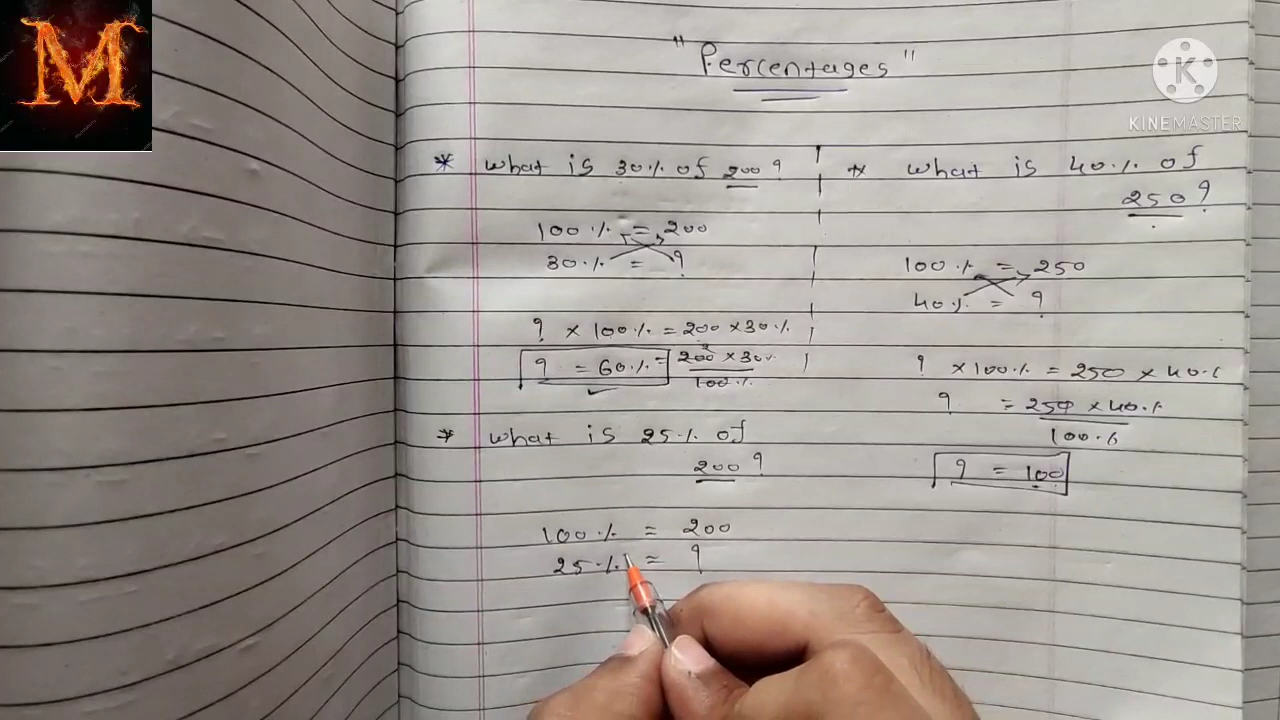 M
KINEMASTER
"Percentages"
* What is 30% of 200?
100% = 200
30% = ?
? × 100% = 200 × 30%
? = 60% = 200 × 30%
2
100%
* What is 25% of
200?
100% = 200
25% = ?
* What is 40% of
250?
100% = 250
40% = ?
? × 100% = 250 × 40%
? = 250 × 40%
100%
? = 100